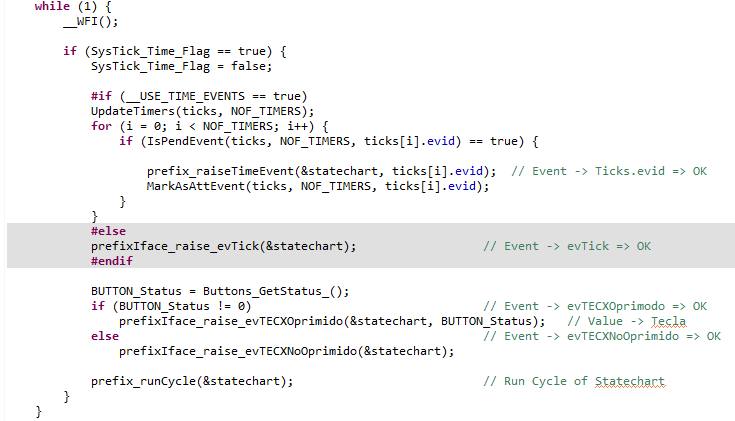 while (1) {
__WFI();
if (SysTick_Time_Flag == true) {
SysTick_Time_Flag = false;
#if (__USE_TIME_EVENTS == true)
UpdateTimers(ticks, NOF_TIMERS);
for (i = 0; i < NOF_TIMERS; i++) {
if (IsPendEvent(ticks, NOF_TIMERS, ticks[i].evid) == true) {
prefix_raiseTimeEvent(&statechart, ticks[i].evid);  // Event -> Ticks.evid => OK
MarkAsAttEvent(ticks, NOF_TIMERS, ticks[i].evid);
}
}
#else
prefixIface_raise_evTick(&statechart); // Event -> evTick => OK
#endif
BUTTON_Status = Buttons_GetStatus_();
if (BUTTON_Status != 0) // Event -> evTECXOprimodo => OK
prefixIface_raise_evTECXOprimido(&statechart, BUTTON_Status); // Value -> Tecla
else // Event -> evTECXNoOprimido => OK
prefixIface_raise_evTECXNoOprimido(&statechart);
prefix_runCycle(&statechart); // Run Cycle of Statechart
}
}